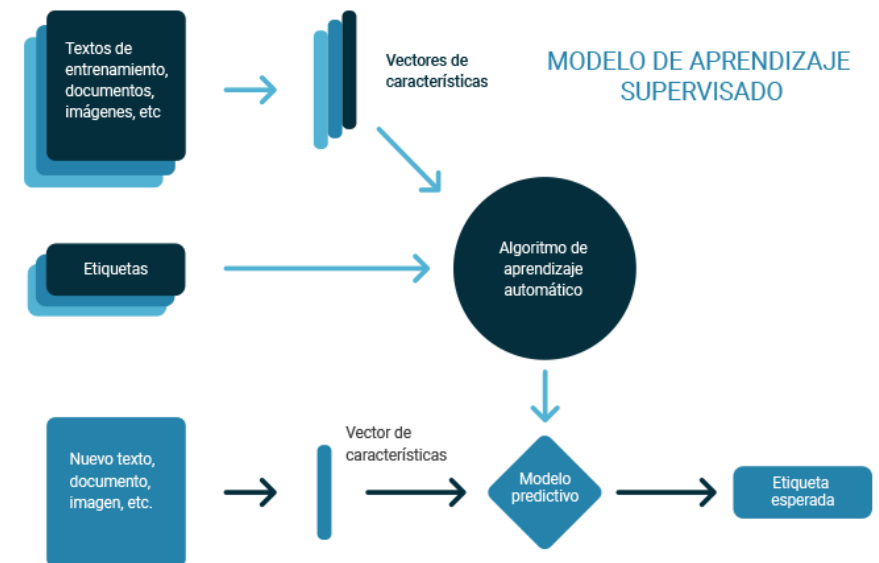 Textos de
entrenamiento,
documentos,
imágenes, etc
Vectores de
características
MODELO DE APRENDIZAJE
SUPERVISADO
Etiquetas
Algoritmo de
aprendizaje
automático
Nuevo texto,
documento,
imagen, etc.
Vector de
características
Modelo
predictivo
Etiqueta
esperada